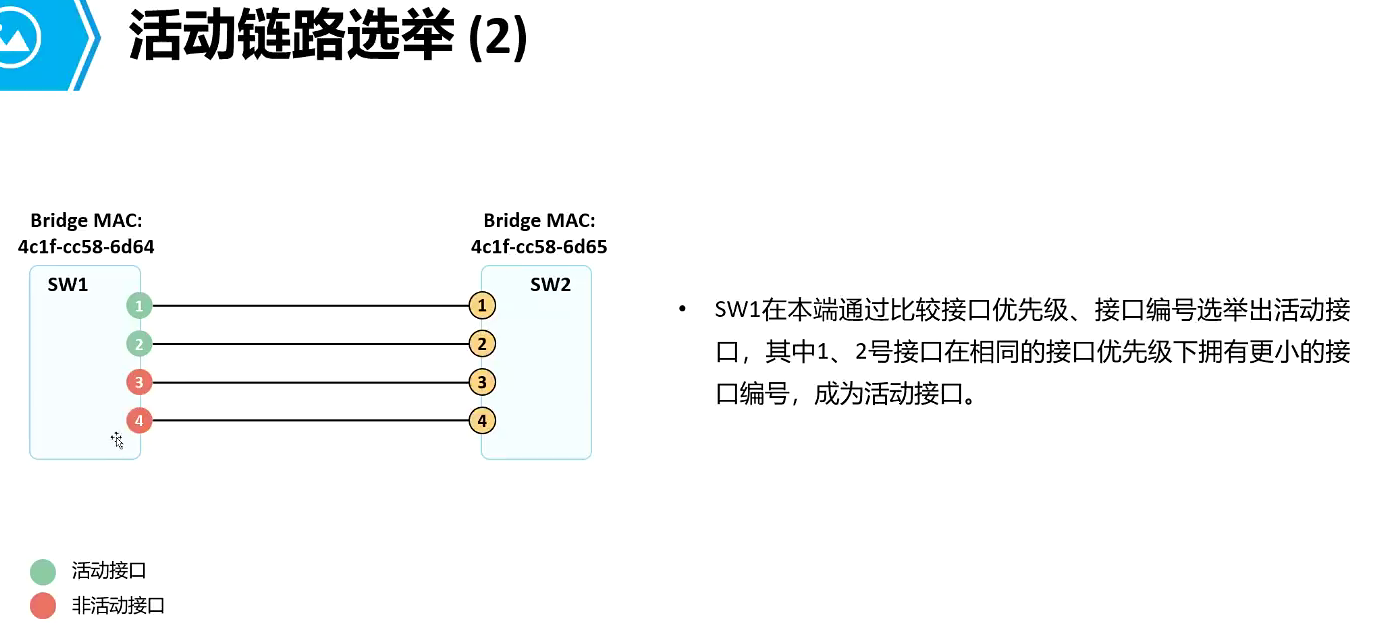 活动链路选举 (2)
Bridge MAC:
4c1f-cc58-6d64
Bridge MAC:
4c1f-cc58-6d65
SW1
SW2
1
1
2
2
3
3
4
4
SW1在本端通过比较接口优先级、接口编号选举出活动接
口，其中1、2号接口在相同的接口优先级下拥有更小的接
口编号，成为活动接口。
活动接口
非活动接口